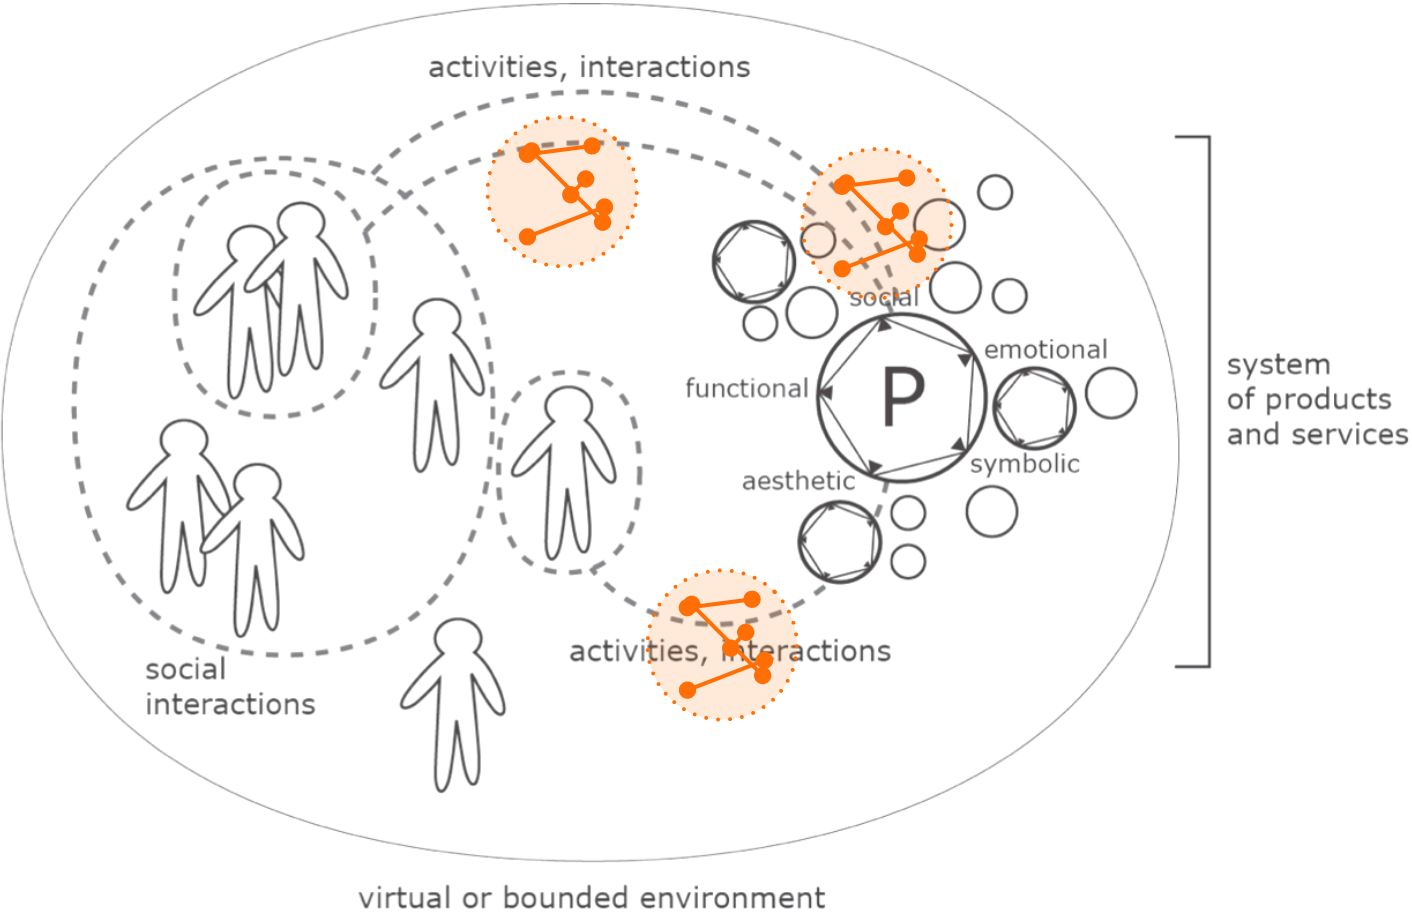 activities, interactions
social
emotional
functional
P
symbolic
aesthetic
system
of products
and services
activities, interactions
social
interactions
virtual or bounded environment